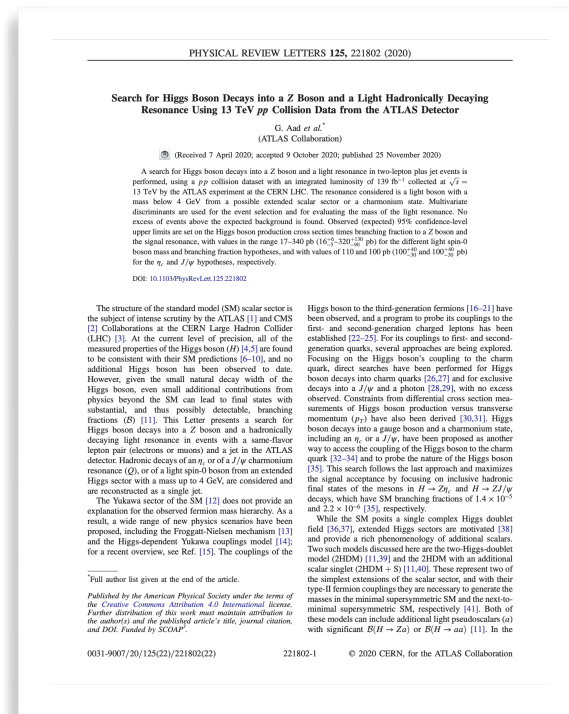 PHYSICAL REVIEW LETTERS 125, 221802 (2020)
Search for Higgs Boson Decays into a Z Boson and a Light Hadronically Decaying
Resonance Using 13 TeV pp Collision Data from the ATLAS Detector
G. Aad et al.*
(ATLAS Collaboration)
(Received 7 April 2020; accepted 9 October 2020; published 25 November 2020)
A search for Higgs boson decays into a Z boson and a light resonance in two-lepton plus jet events is
performed, using a pp collision dataset with an integrated luminosity of 139 fb⁻¹ collected at √s =
13 TeV by the ATLAS experiment at the CERN LHC. The resonance considered is a light boson with a
mass below 4 GeV from a possible extended scalar sector or a charmonium state. Multivariate
discriminants are used for the event selection and for evaluating the mass of the light resonance. No
excess of events above the expected background is found. Observed (expected) 95% confidence-level
upper limits are set on the Higgs boson production cross section times branching fraction to a Z boson and
the signal resonance, with values in the range 17–340 pb (16⁺⁶₋₅–320⁺¹³⁰₋₉₀ pb) for the different light spin-0
boson mass and branching fraction hypotheses, and with values of 110 and 100 pb (100⁺⁴⁰₋₃₀ and 100⁺⁴⁰₋₃₀ pb)
for the ηc and J/ψ hypotheses, respectively.
DOI: 10.1103/PhysRevLett.125.221802
The structure of the standard model (SM) scalar sector is
the subject of intense scrutiny by the ATLAS [1] and CMS
[2] Collaborations at the CERN Large Hadron Collider
(LHC) [3]. At the current level of precision, all of the
measured properties of the Higgs boson (H) [4,5] are found
to be consistent with their SM predictions [6–10], and no
additional Higgs boson has been observed to date.
However, given the small natural decay width of the
Higgs boson, even small additional contributions from
physics beyond the SM can lead to final states with
substantial, and thus possibly detectable, branching
fractions (B) [11]. This Letter presents a search for
Higgs boson decays into a Z boson and a hadronically
decaying light resonance in events with a same-flavor
lepton pair (electrons or muons) and a jet in the ATLAS
detector. Hadronic decays of an ηc or of a J/ψ charmonium
resonance (Q), or of a light spin-0 boson from an extended
Higgs sector with a mass up to 4 GeV, are considered and
are reconstructed as a single jet.
The Yukawa sector of the SM [12] does not provide an
explanation for the observed fermion mass hierarchy. As a
result, a wide range of new physics scenarios have been
proposed, including the Froggatt-Nielsen mechanism [13]
and the Higgs-dependent Yukawa couplings model [14];
for a recent overview, see Ref. [15]. The couplings of the
*Full author list given at the end of the article.
Published by the American Physical Society under the terms of
the Creative Commons Attribution 4.0 International license.
Further distribution of this work must maintain attribution to
the author(s) and the published article's title, journal citation,
and DOI. Funded by SCOAP³.
Higgs boson to the third-generation fermions [16–21] have
been observed, and a program to probe its couplings to the
first- and second-generation charged leptons has been
established [22–25]. For its couplings to first- and second-
generation quarks, several approaches are being explored.
Focusing on the Higgs boson's coupling to the charm
quark, direct searches have been performed for Higgs
boson decays into charm quarks [26,27] and for exclusive
decays into a J/ψ and a photon [28,29], with no excess
observed. Constraints from differential cross section mea-
surements of Higgs boson production versus transverse
momentum (pT) have also been derived [30,31]. Higgs
boson decays into a gauge boson and a charmonium state,
including an ηc or a J/ψ, have been proposed as another
way to access the coupling of the Higgs boson to the charm
quark [32–34] and to probe the nature of the Higgs boson
[35]. This search follows the last approach and maximizes
the signal acceptance by focusing on inclusive hadronic
final states of the mesons in H → Zηc and H → ZJ/ψ
decays, which have SM branching fractions of 1.4 × 10⁻⁵
and 2.2 × 10⁻⁶ [35], respectively.
While the SM posits a single complex Higgs doublet
field [36,37], extended Higgs sectors are motivated [38]
and provide a rich phenomenology of additional scalars.
Two such models discussed here are the two-Higgs-doublet
model (2HDM) [11,39] and the 2HDM with an additional
scalar singlet (2HDM + S) [11,40]. These represent two of
the simplest extensions of the scalar sector, and with their
type-II fermion couplings they are necessary to generate the
masses in the minimal supersymmetric SM and the next-to-
minimal supersymmetric SM, respectively [41]. Both of
these models can include additional light pseudoscalars (a)
with significant B(H → Za) or B(H → aa) [11]. In the
0031-9007/20/125(22)/221802(22)
221802-1
© 2020 CERN, for the ATLAS Collaboration